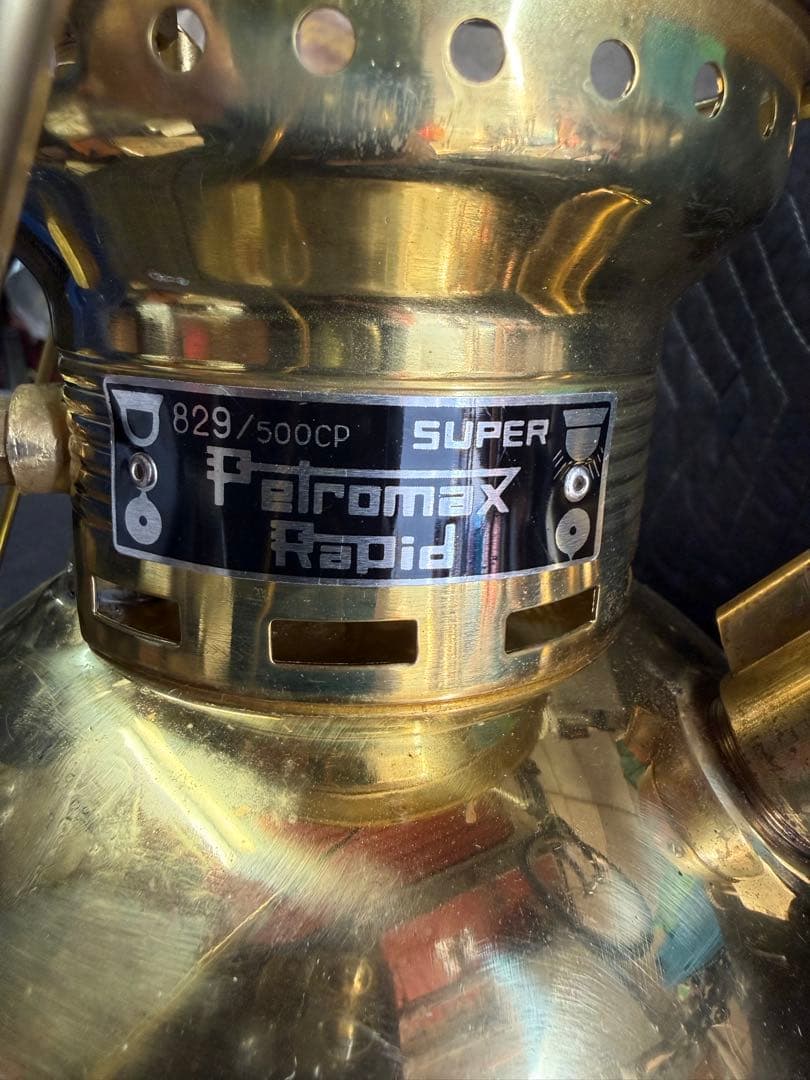 829/500CP SUPER
Petromax
Rapid